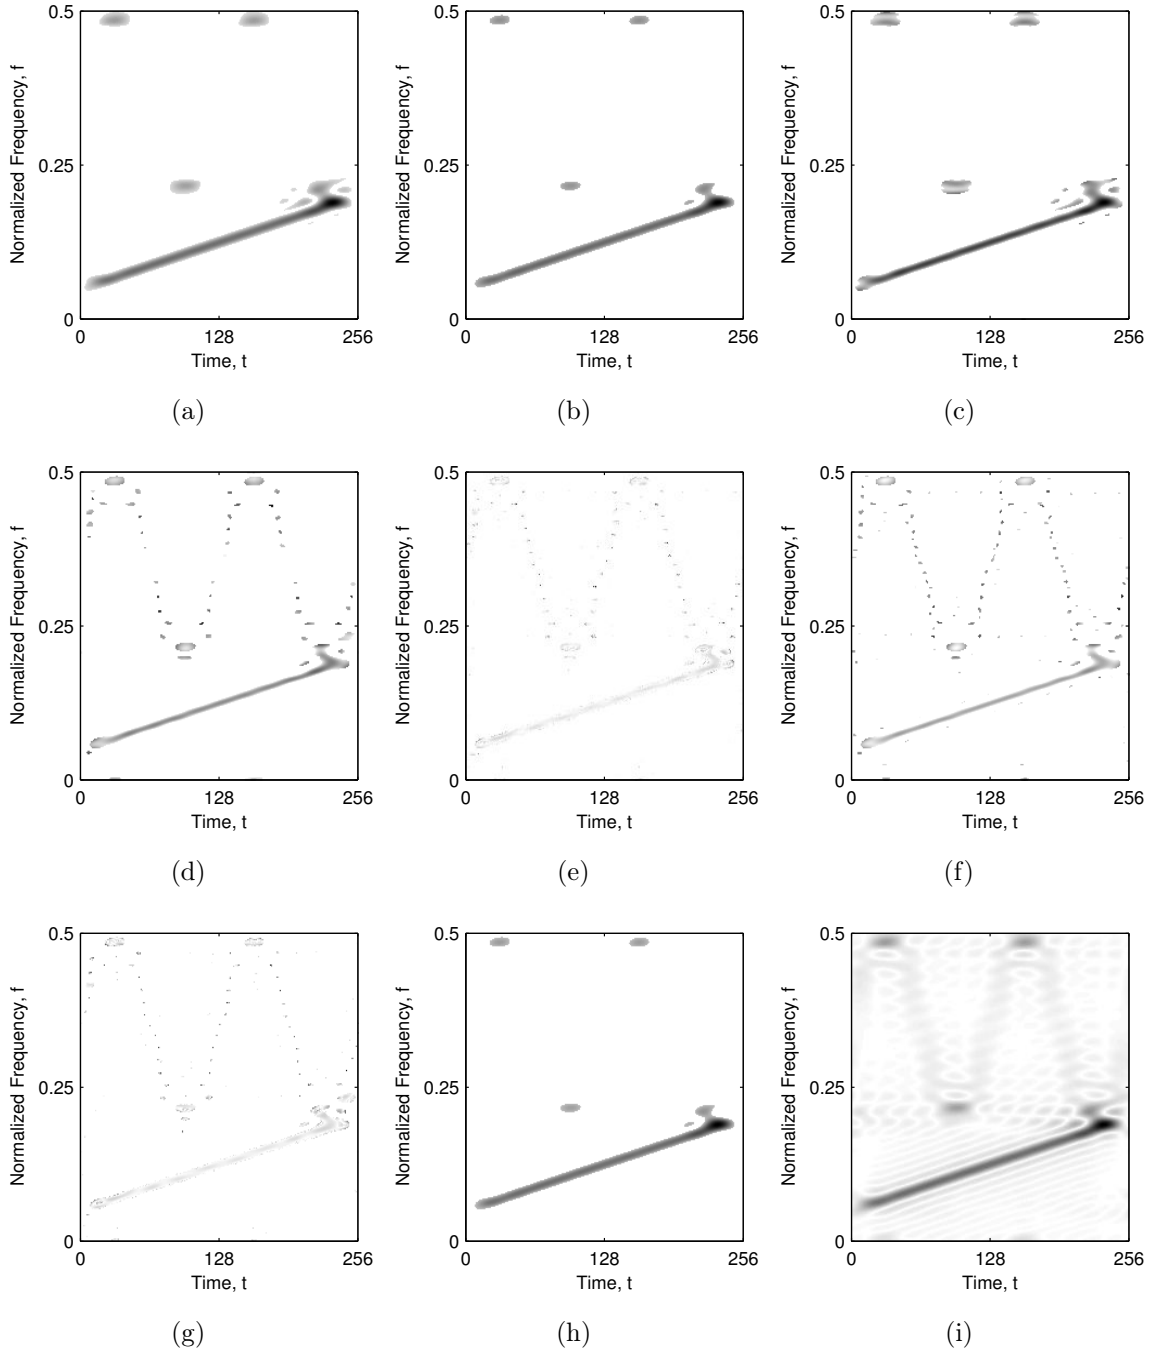 0.5 0.5 0.5
Normalized Frequency, f Normalized Frequency, f Normalized Frequency, f
0.25 0.25 0.25
0 0 0
0 128 256 0 128 256 0 128 256
Time, t Time, t Time, t
(a) (b) (c)
0.5 0.5 0.5
Normalized Frequency, f Normalized Frequency, f Normalized Frequency, f
0.25 0.25 0.25
0 0 0
0 128 256 0 128 256 0 128 256
Time, t Time, t Time, t
(d) (e) (f)
0.5 0.5 0.5
Normalized Frequency, f Normalized Frequency, f Normalized Frequency, f
0.25 0.25 0.25
0 0 0
0 128 256 0 128 256 0 128 256
Time, t Time, t Time, t
(g) (h) (i)